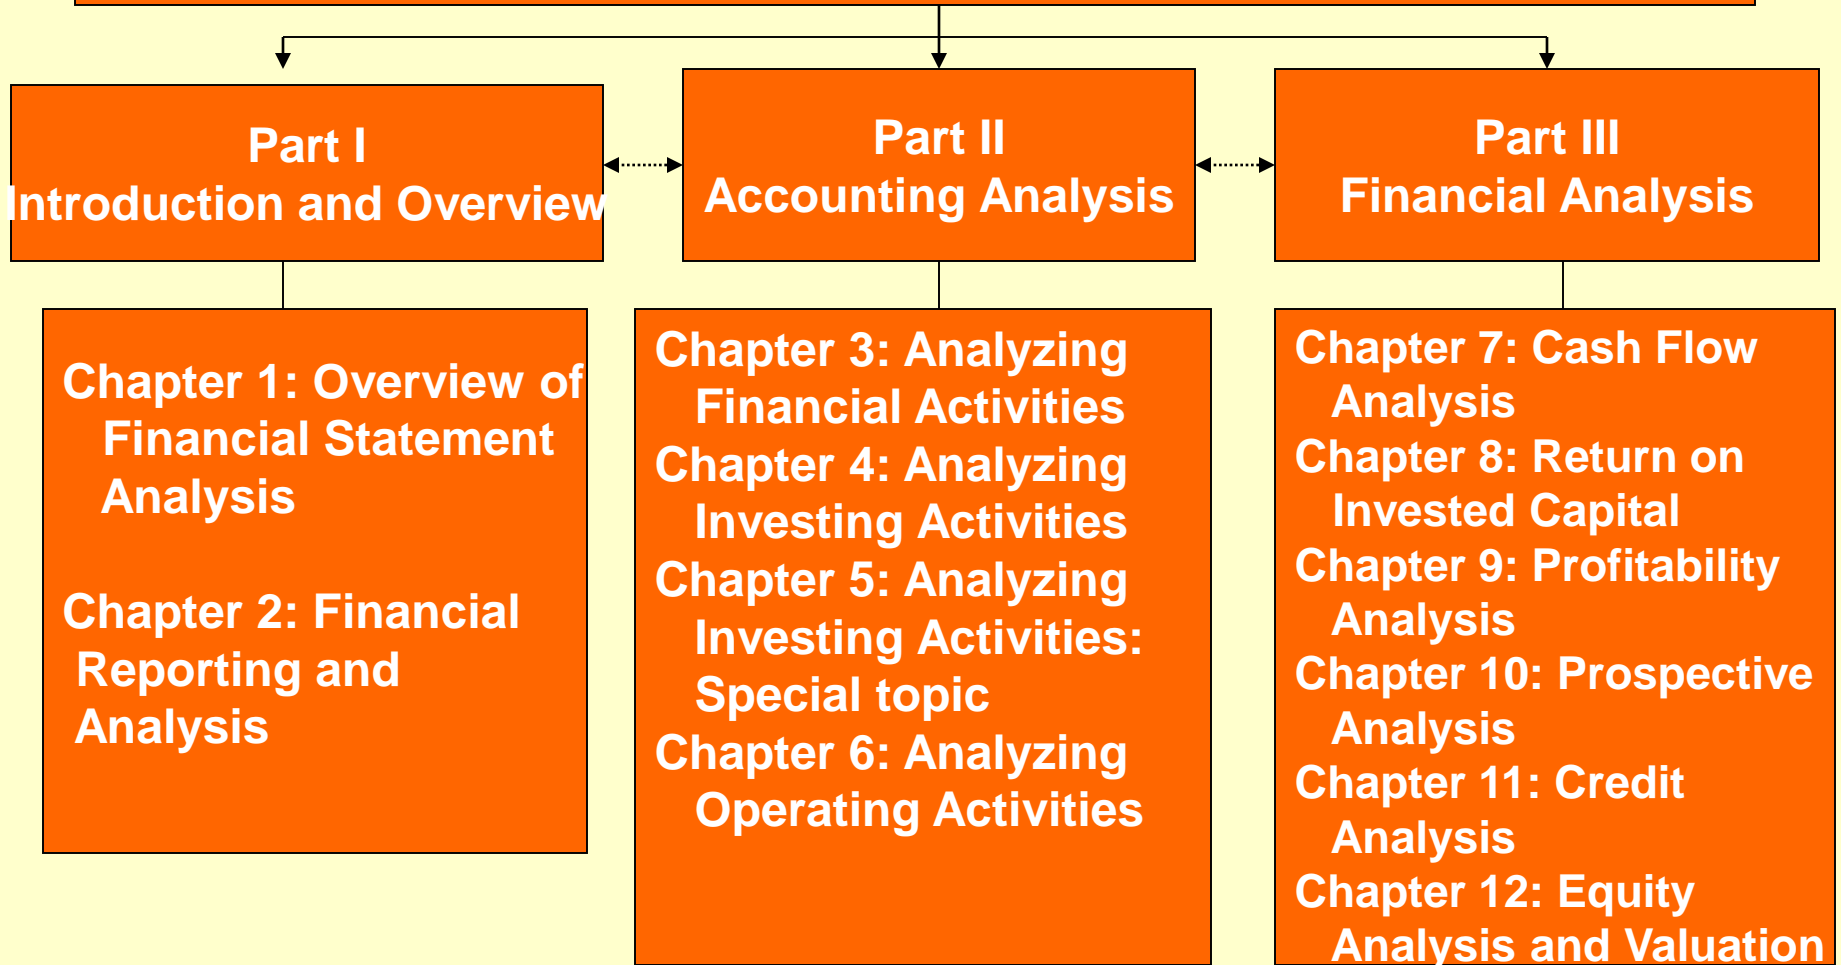 Part I
Introduction and Overview
Part II
Accounting Analysis
Part III
Financial Analysis
Chapter 1: Overview of
Financial Statement
Analysis
Chapter 2: Financial
Reporting and
Analysis
Chapter 3: Analyzing
Financial Activities
Chapter 4: Analyzing
Investing Activities
Chapter 5: Analyzing
Investing Activities:
Special topic
Chapter 6: Analyzing
Operating Activities
Chapter 7: Cash Flow
Analysis
Chapter 8: Return on
Invested Capital
Chapter 9: Profitability
Analysis
Chapter 10: Prospective
Analysis
Chapter 11: Credit
Analysis
Chapter 12: Equity
Analysis and Valuation